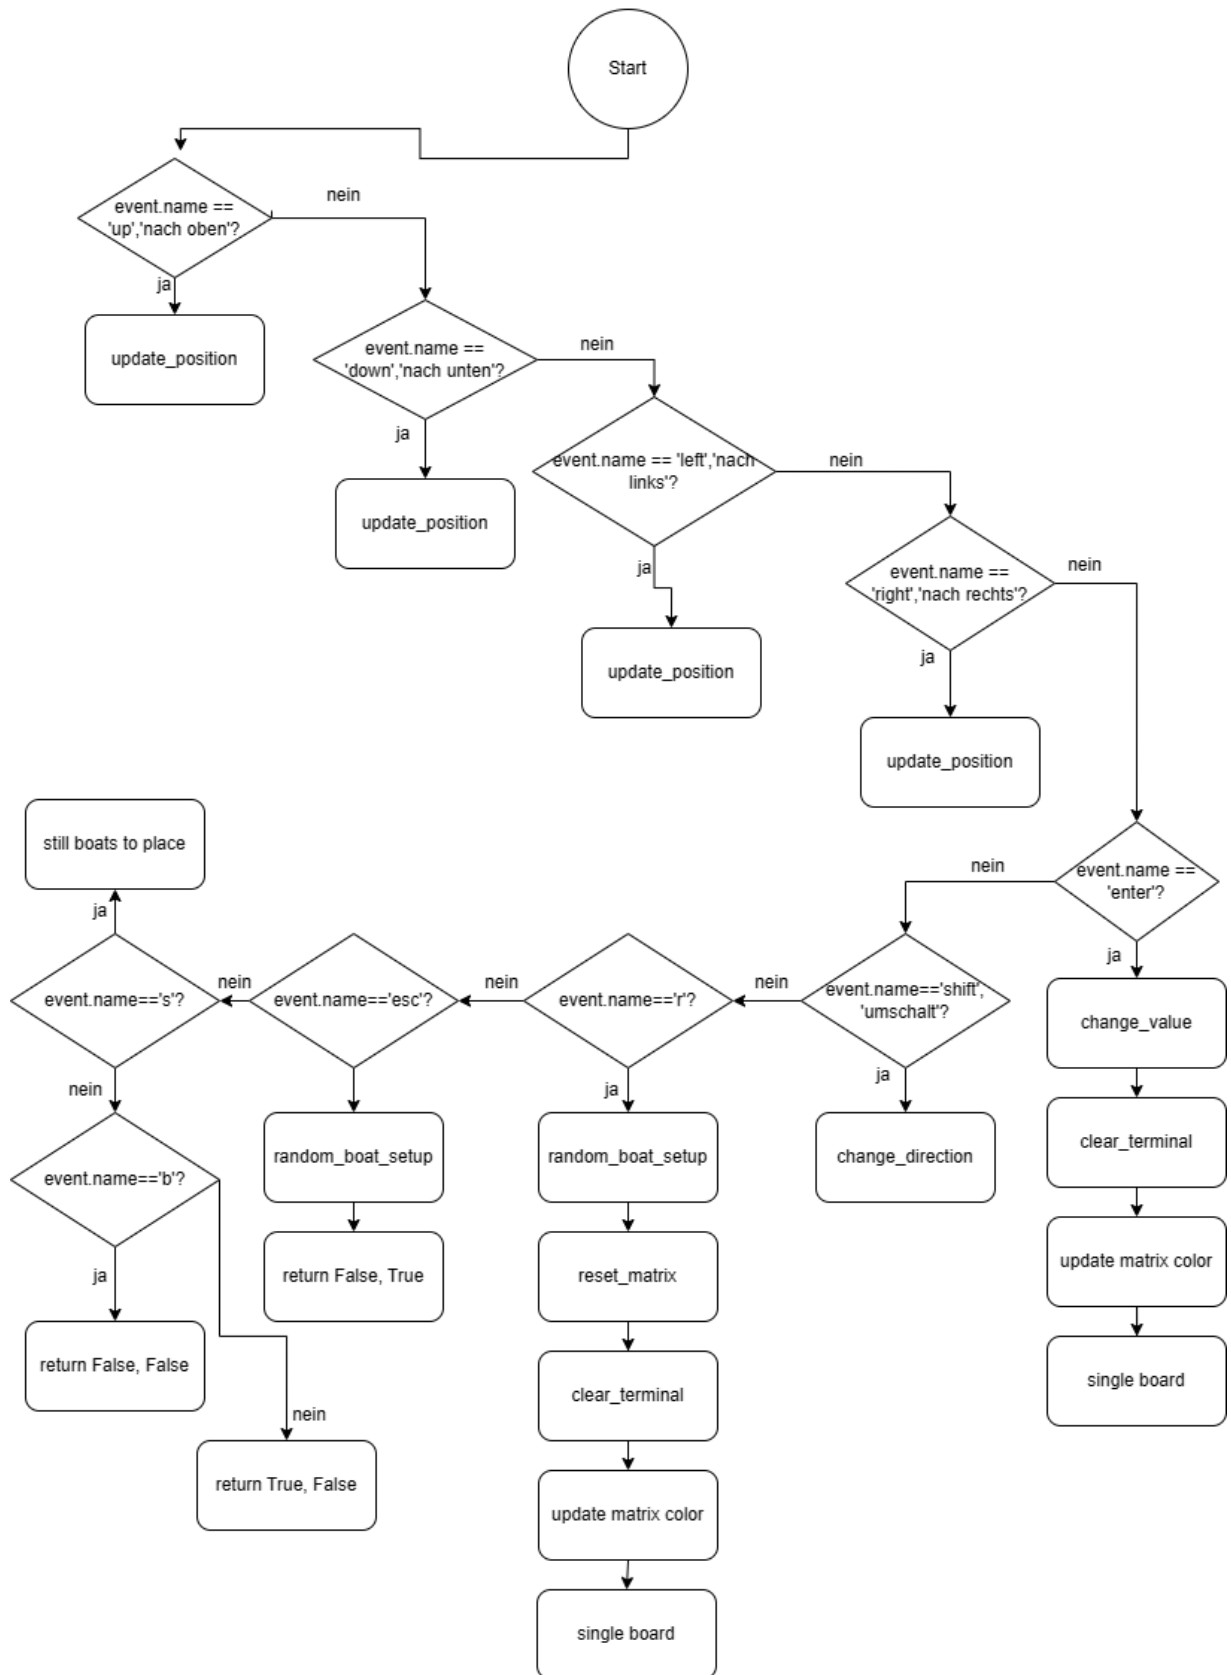 Start
event.name ==
'up','nach oben'?
nein
ja
update_position
event.name ==
'down','nach unten'?
nein
ja
update_position
event.name == 'left','nach
links'?
nein
ja
update_position
event.name ==
'right','nach rechts'?
nein
ja
update_position
event.name ==
'enter'?
nein
ja
change_value
clear_terminal
update matrix color
single board
event.name=='shift',
'umschalt'?
nein
ja
change_direction
event.name=='r'?
nein
ja
random_boat_setup
reset_matrix
clear_terminal
update matrix color
single board
event.name=='esc'?
nein
random_boat_setup
return False, True
event.name=='s'?
ja
still boats to place
nein
event.name=='b'?
ja
return False, False
nein
return True, False